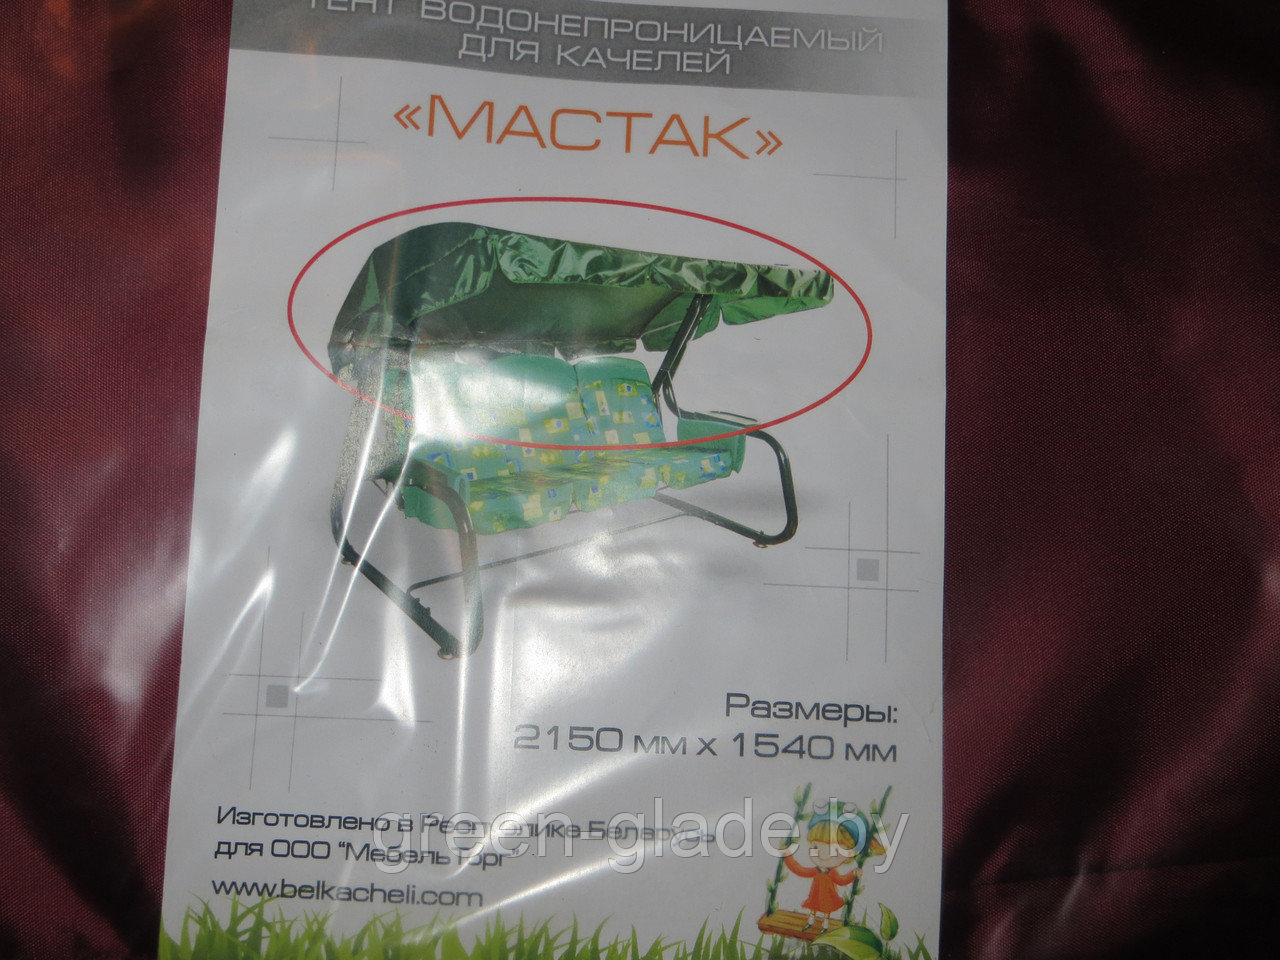 ТЕНТ ВОДОНЕПРОНИЦАЕМЫЙ
ДЛЯ КАЧЕЛЕЙ
«МАСТАК»
Размеры:
2150 мм х 1540 мм
Изготовлено в Республике Беларусь
для ООО "МебельТорг"
www.belkacheli.com
green-glade.by